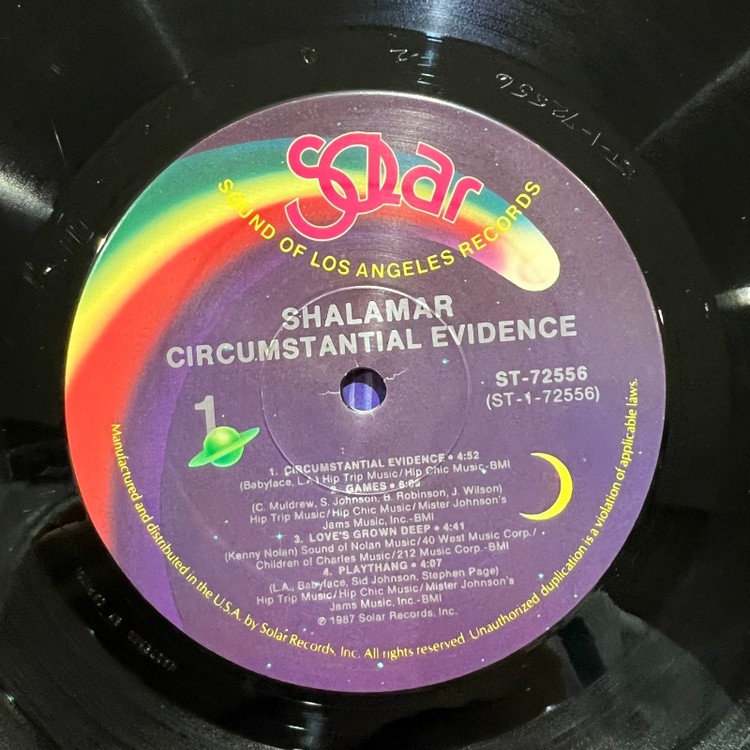 ST-1-72556
Solar
SOUND OF LOS ANGELES RECORDS
SHALAMAR
CIRCUMSTANTIAL EVIDENCE
ST-72556
(ST-1-72556)
1
1. CIRCUMSTANTIAL EVIDENCE • 4:52
(Babyface, L.A.) Hip Trip Music/Hip Chic Music-BMI
2. GAMES •
(C. Muldrew, S. Johnson, B. Robinson, J. Wilson)
Hip Trip Music/Hip Chic Music/Mister Johnson's
Jams Music, Inc.-BMI
3. LOVE'S GROWN DEEP • 4:41
(Kenny Nolan) Sound of Nolan Music/40 West Music Corp./
Children of Charles Music/212 Music Corp.-BMI
4. PLAYTHANG • 4:07
(L.A., Babyface, Sid Johnson, Stephen Page)
Hip Trip Music/Hip Chic Music/Mister Johnson's
Jams Music, Inc.-BMI
℗ 1987 Solar Records, Inc.
Manufactured and distributed in the U.S.A. by Solar Records, Inc. All rights reserved. Unauthorized duplication is a violation of applicable laws.